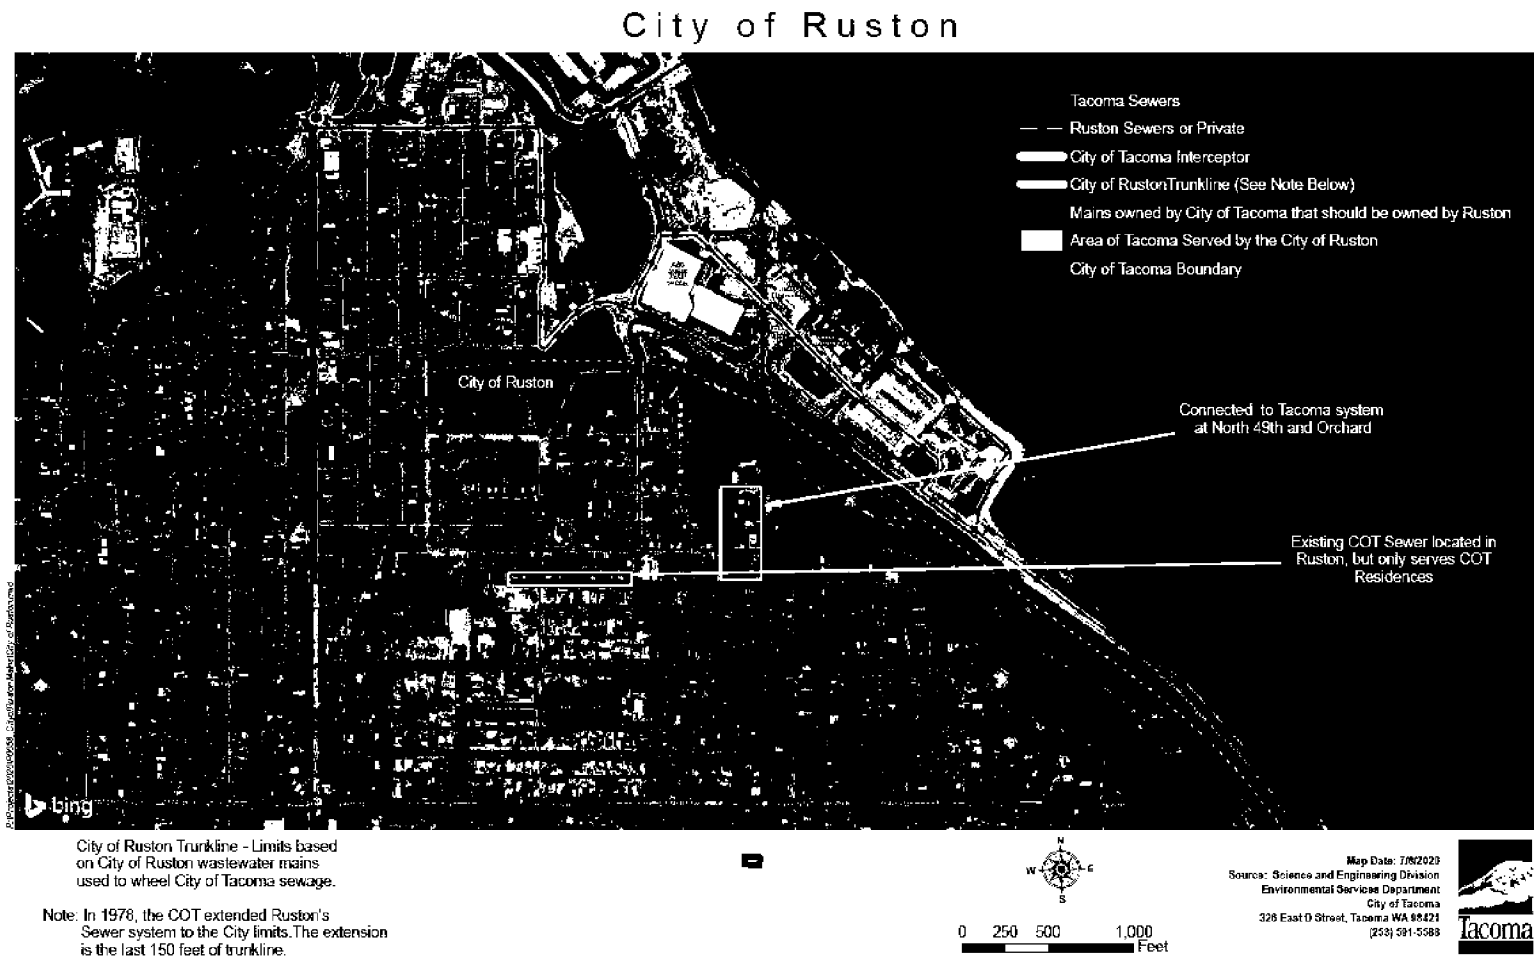 City of Ruston
Tacoma Sewers
Ruston Sewers or Private
City of Tacoma Interceptor
City of RustonTrunkline (See Note Below)
Mains owned by City of Tacoma that should be owned by Ruston
Area of Tacoma Served by the City of Ruston
City of Tacoma Boundary
City of Ruston
Connected to Tacoma system
at North 49th and Orchard
Existing COT Sewer located in
Ruston, but only serves COT
Residences
bing
City of Ruston Trunkline - Limits based
on City of Ruston wastewater mains
used to wheel City of Tacoma sewage.
Note: In 1978, the COT extended Ruston's
Sewer system to the City limits.The extension
is the last 150 feet of trunkline.
N
W E
S
0 250 500 1,000
Feet
Map Date: 7/8/2020
Source: Science and Engineering Division
Environmental Services Department
City of Tacoma
326 East D Street, Tacoma WA 98421
(253) 591-5588
Tacoma